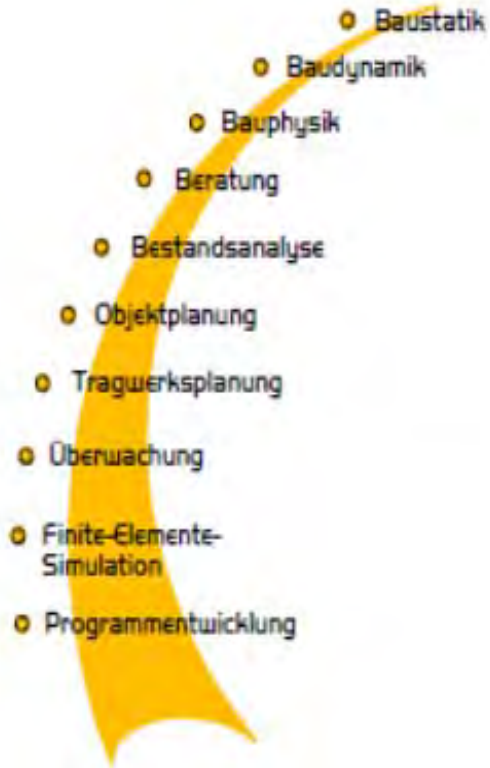 Baustatik
Baudynamik
Bauphysik
Beratung
Bestandsanalyse
Objektplanung
Tragwerksplanung
Überwachung
Finite-Elemente-
Simulation
Programmentwicklung